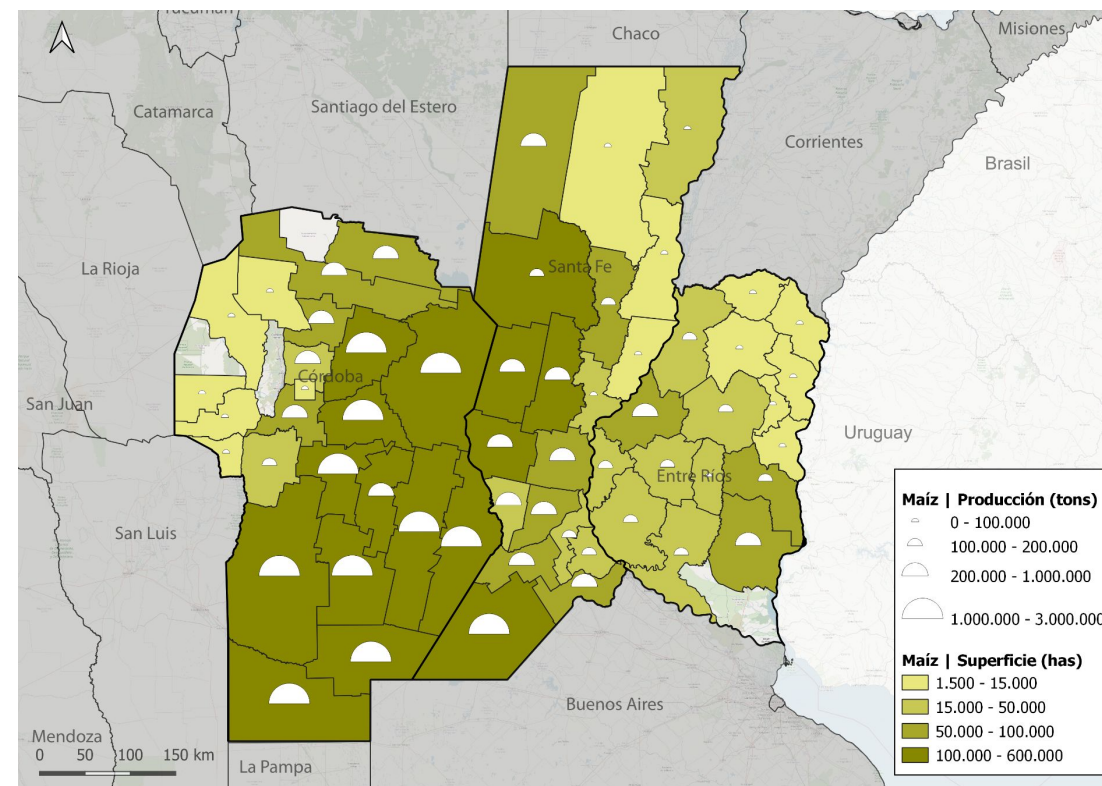 Tucumán
Chaco
Misiones
Catamarca
Santiago del Estero
Corrientes
Brasil
La Rioja
Santa Fe
Córdoba
San Juan
Uruguay
Entre Ríos
San Luis
Buenos Aires
Mendoza
La Pampa
0 50 100 150 km
Maíz | Producción (tons)
0 - 100.000
100.000 - 200.000
200.000 - 1.000.000
1.000.000 - 3.000.000
Maíz | Superficie (has)
1.500 - 15.000
15.000 - 50.000
50.000 - 100.000
100.000 - 600.000